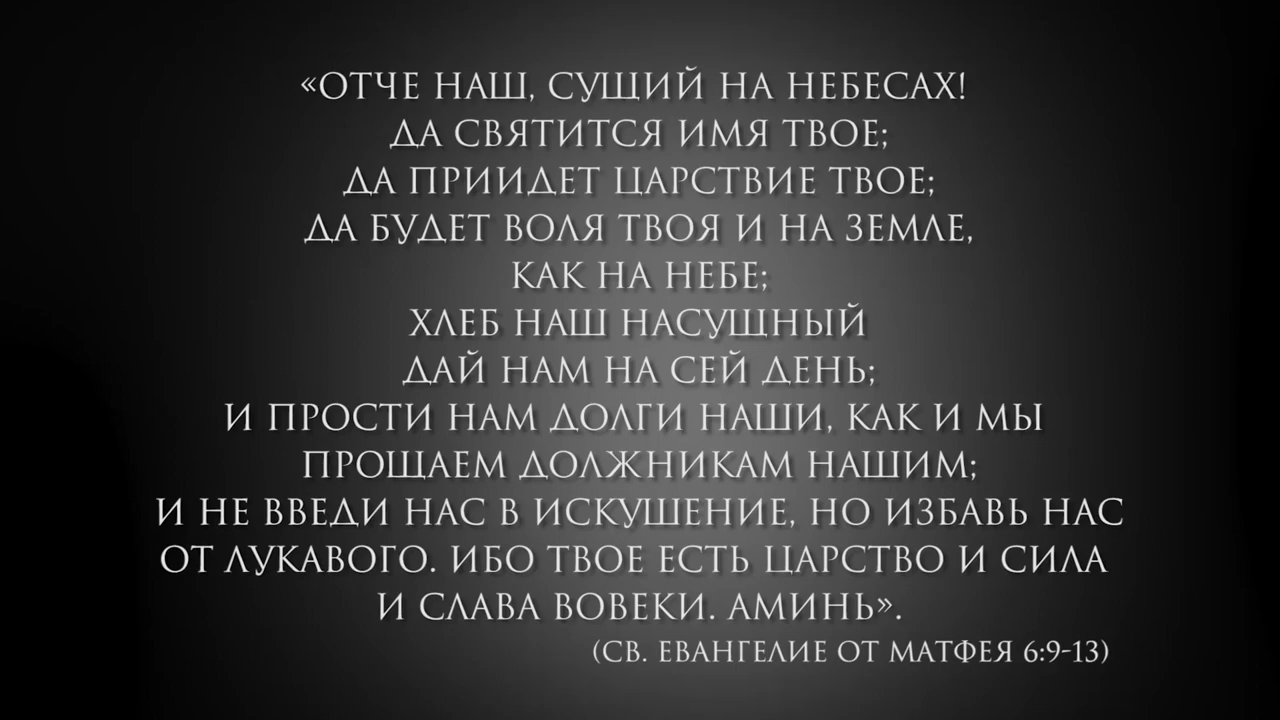 «ОТЧЕ НАШ, СУЩИЙ НА НЕБЕСАХ!
ДА СВЯТИТСЯ ИМЯ ТВОЕ;
ДА ПРИИДЕТ ЦАРСТВИЕ ТВОЕ;
ДА БУДЕТ ВОЛЯ ТВОЯ И НА ЗЕМЛЕ,
КАК НА НЕБЕ;
ХЛЕБ НАШ НАСУЩНЫЙ
ДАЙ НАМ НА СЕЙ ДЕНЬ;
И ПРОСТИ НАМ ДОЛГИ НАШИ, КАК И МЫ
ПРОЩАЕМ ДОЛЖНИКАМ НАШИМ;
И НЕ ВВЕДИ НАС В ИСКУШЕНИЕ, НО ИЗБАВЬ НАС
ОТ ЛУКАВОГО. ИБО ТВОЕ ЕСТЬ ЦАРСТВО И СИЛА
И СЛАВА ВОВЕКИ. АМИНЬ».
(СВ. ЕВАНГЕЛИЕ ОТ МАТФЕЯ 6:9-13)